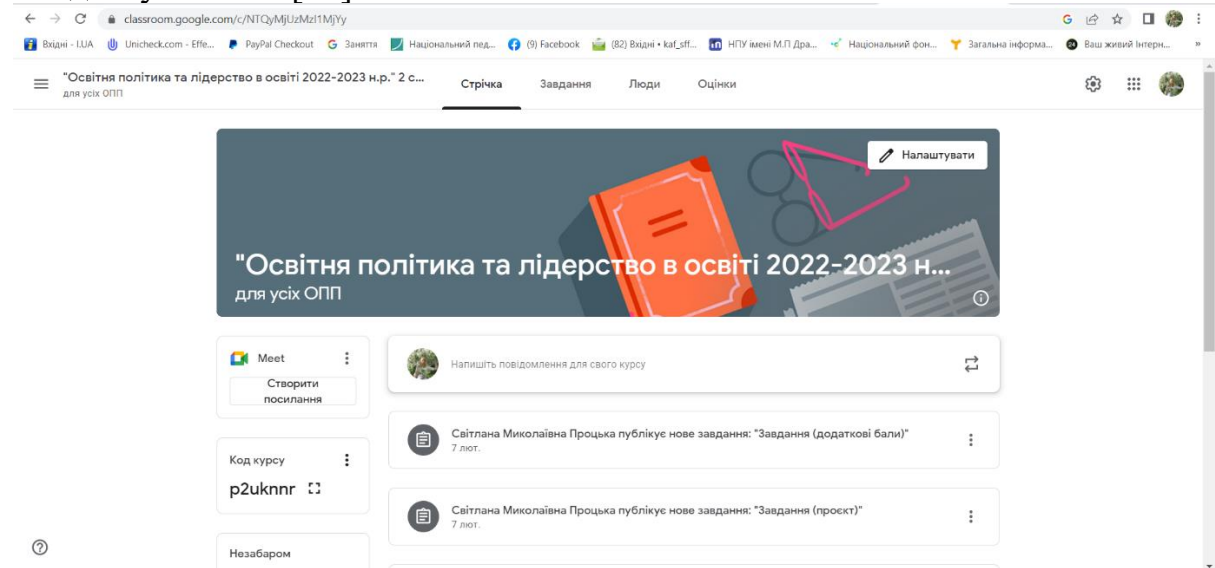 classroom.google.com/c/NTQyMjUzMzI1MjYy
Вхідні - I.UA Unicheck.com - Effe... PayPal Checkout Заняття Національний пед... (9) Facebook (82) Вхідні • kaf_sff... НПУ імені М.П Дра... Національний фон... Загальна інформа... Ваш живий Інтерн... »
"Освітня політика та лідерство в освіті 2022-2023 н.р." 2 с...
для усіх ОПП
Стрічка Завдання Люди Оцінки
Налаштувати
"Освітня політика та лідерство в освіті 2022-2023 н...
для усіх ОПП
Meet
Створити
посилання
Напишіть повідомлення для свого курсу
Світлана Миколаївна Процька публікує нове завдання: "Завдання (додаткові бали)"
7 лют.
Код курсу
p2uknnr
Світлана Миколаївна Процька публікує нове завдання: "Завдання (проєкт)"
7 лют.
Незабаром